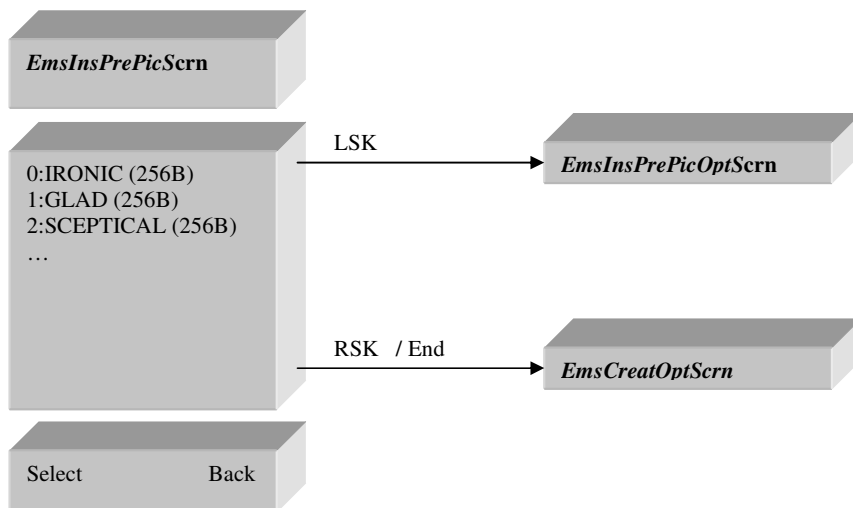 EmsInsPrePicScrn
0:IRONIC (256B)
1:GLAD (256B)
2:SCEPTICAL (256B)
…
LSK
EmsInsPrePicOptScrn
RSK / End
EmsCreatOptScrn
Select Back